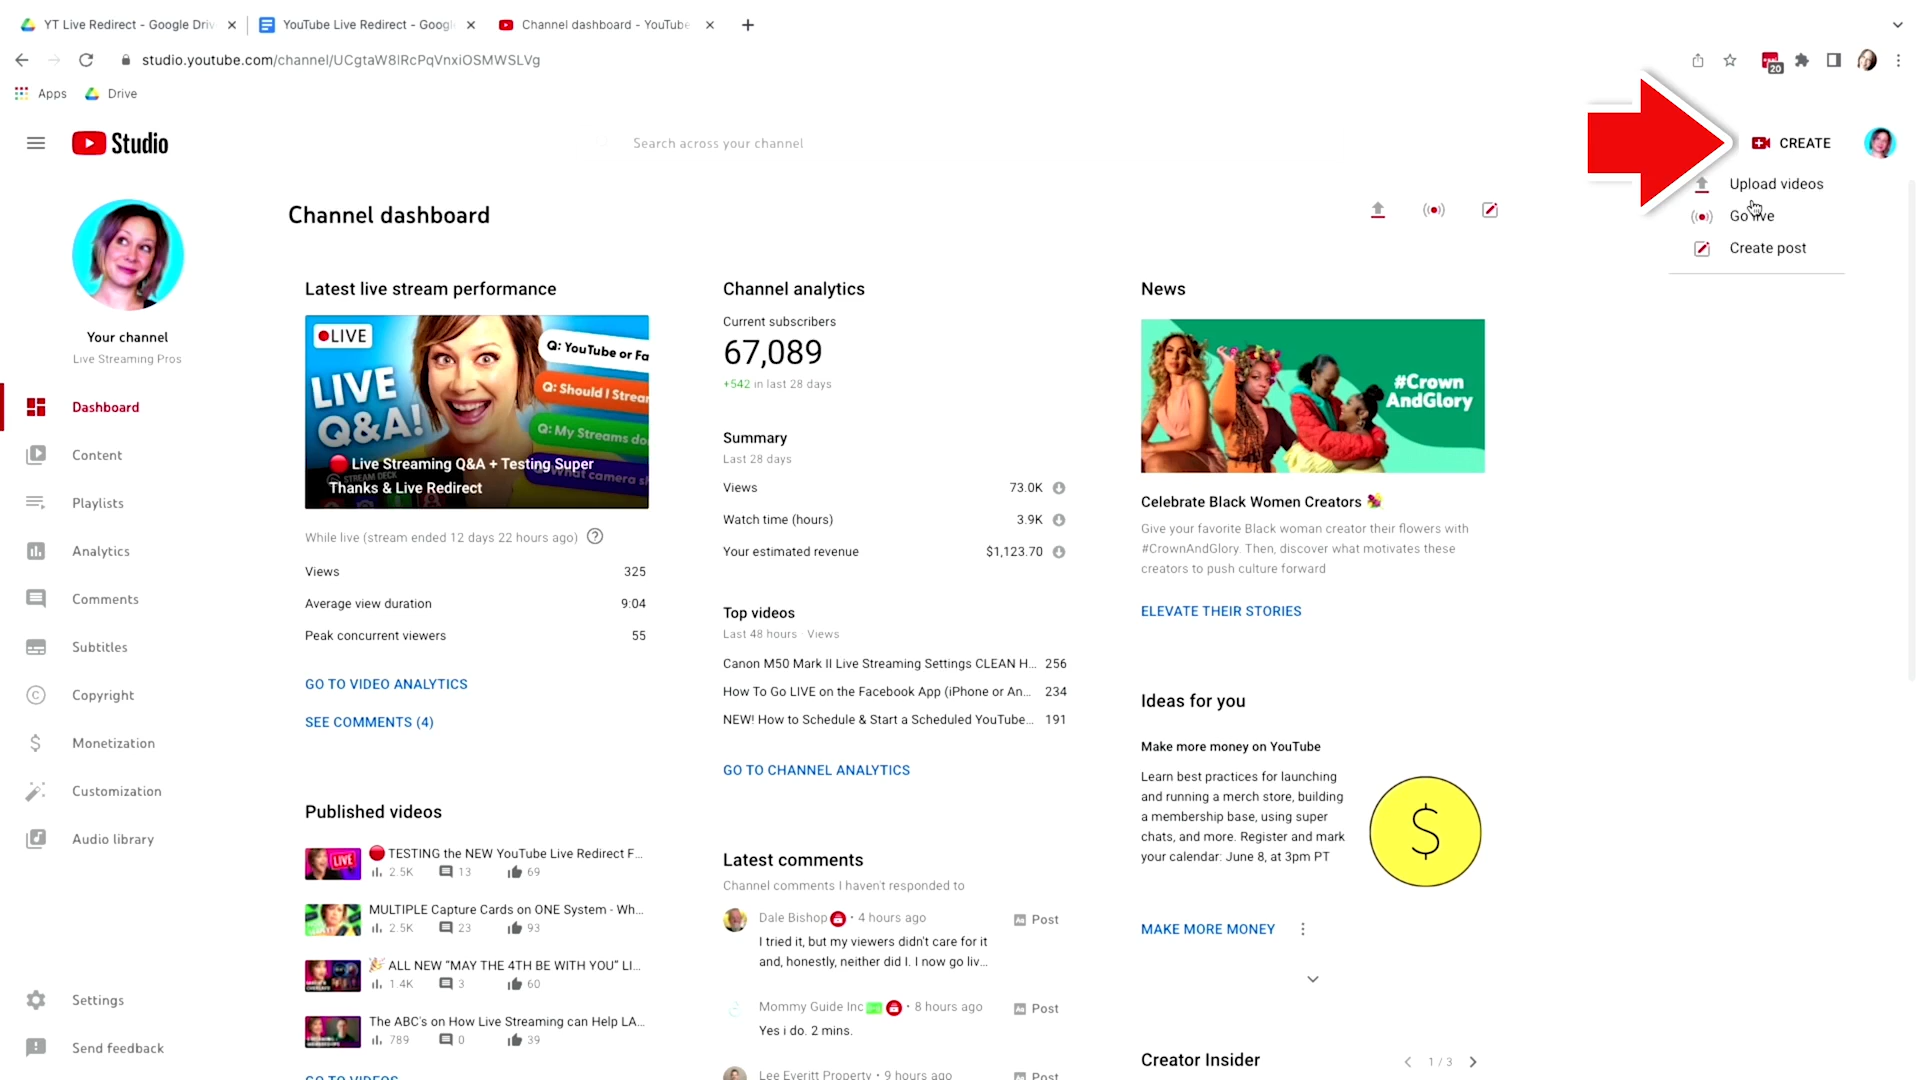 YT Live Redirect - Google Driv
YouTube Live Redirect - Googl
Channel dashboard - YouTube
studio.youtube.com/channel/UCgtaW8lRcPqVnxiOSMWSLVg
20
Apps
Drive
Studio
Search across your channel
CREATE
Upload videos
Go live
Create post
Channel dashboard
Your channel
Live Streaming Pros
Dashboard
Content
Playlists
Analytics
Comments
Subtitles
Copyright
Monetization
Customization
Audio library
Settings
Send feedback
Latest live stream performance
LIVE
LIVE
Q&A!
Q: YouTube or Fa
Q: Should I Strea
Q: My Streams do
What camera s
STREAM DECK
Live Streaming Q&A + Testing Super
Thanks & Live Redirect
While live (stream ended 12 days 22 hours ago) ?
Views 325
Average view duration 9:04
Peak concurrent viewers 55
GO TO VIDEO ANALYTICS
SEE COMMENTS (4)
Published videos
LIVE
TESTING the NEW YouTube Live Redirect F...
2.5K 13 69
MULTIPLE Capture Cards on ONE System - Wh...
2.5K 23 93
ALL NEW "MAY THE 4TH BE WITH YOU" LI...
1.4K 3 60
The ABC's on How Live Streaming can Help LA...
789 0 39
GO TO VIDEOS
Channel analytics
Current subscribers
67,089
+542 in last 28 days
Summary
Last 28 days
Views 73.0K
Watch time (hours) 3.9K
Your estimated revenue $1,123.70
Top videos
Last 48 hours · Views
Canon M50 Mark II Live Streaming Settings CLEAN H... 256
How To Go LIVE on the Facebook App (iPhone or An... 234
NEW! How to Schedule & Start a Scheduled YouTube... 191
GO TO CHANNEL ANALYTICS
Latest comments
Channel comments I haven't responded to
Dale Bishop • 4 hours ago
Post
I tried it, but my viewers didn't care for it
and, honestly, neither did I. I now go liv...
Mommy Guide Inc • 8 hours ago
Post
Yes i do. 2 mins.
Lee Everitt Property • 9 hours ago
Post
News
#Crown
AndGlory
Celebrate Black Women Creators
Give your favorite Black woman creator their flowers with
#CrownAndGlory. Then, discover what motivates these
creators to push culture forward
ELEVATE THEIR STORIES
Ideas for you
Make more money on YouTube
Learn best practices for launching
and running a merch store, building
a membership base, using super
chats, and more. Register and mark
your calendar: June 8, at 3pm PT
$
MAKE MORE MONEY
Creator Insider
1 / 3